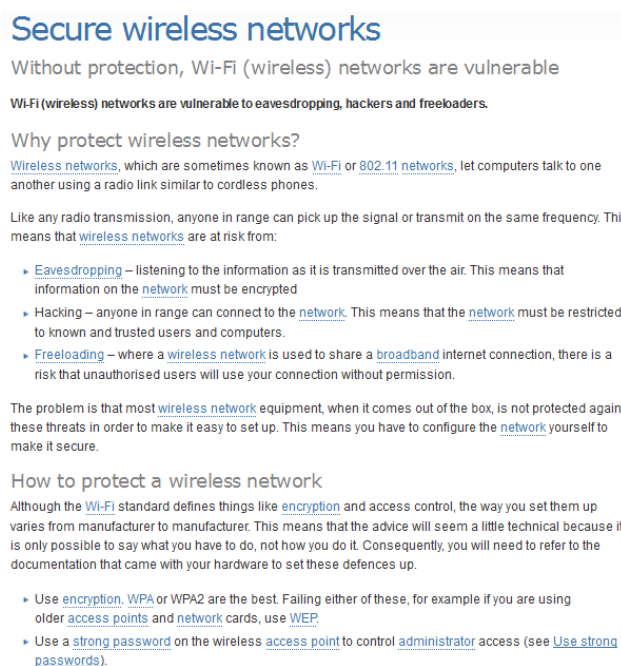 Secure wireless networks
Without protection, Wi-Fi (wireless) networks are vulnerable
Wi-Fi (wireless) networks are vulnerable to eavesdropping, hackers and freeloaders.
Why protect wireless networks?
Wireless networks, which are sometimes known as Wi-Fi or 802.11 networks, let computers talk to one
another using a radio link similar to cordless phones.
Like any radio transmission, anyone in range can pick up the signal or transmit on the same frequency. Thi
means that wireless networks are at risk from:
Eavesdropping – listening to the information as it is transmitted over the air. This means that
information on the network must be encrypted
Hacking – anyone in range can connect to the network. This means that the network must be restricted
to known and trusted users and computers.
Freeloading – where a wireless network is used to share a broadband internet connection, there is a
risk that unauthorised users will use your connection without permission.
The problem is that most wireless network equipment, when it comes out of the box, is not protected again
these threats in order to make it easy to set up. This means you have to configure the network yourself to
make it secure.
How to protect a wireless network
Although the Wi-Fi standard defines things like encryption and access control, the way you set them up
varies from manufacturer to manufacturer. This means that the advice will seem a little technical because it
is only possible to say what you have to do, not how you do it. Consequently, you will need to refer to the
documentation that came with your hardware to set these defences up.
Use encryption. WPA or WPA2 are the best. Failing either of these, for example if you are using
older access points and network cards, use WEP.
Use a strong password on the wireless access point to control administrator access (see Use strong
passwords).